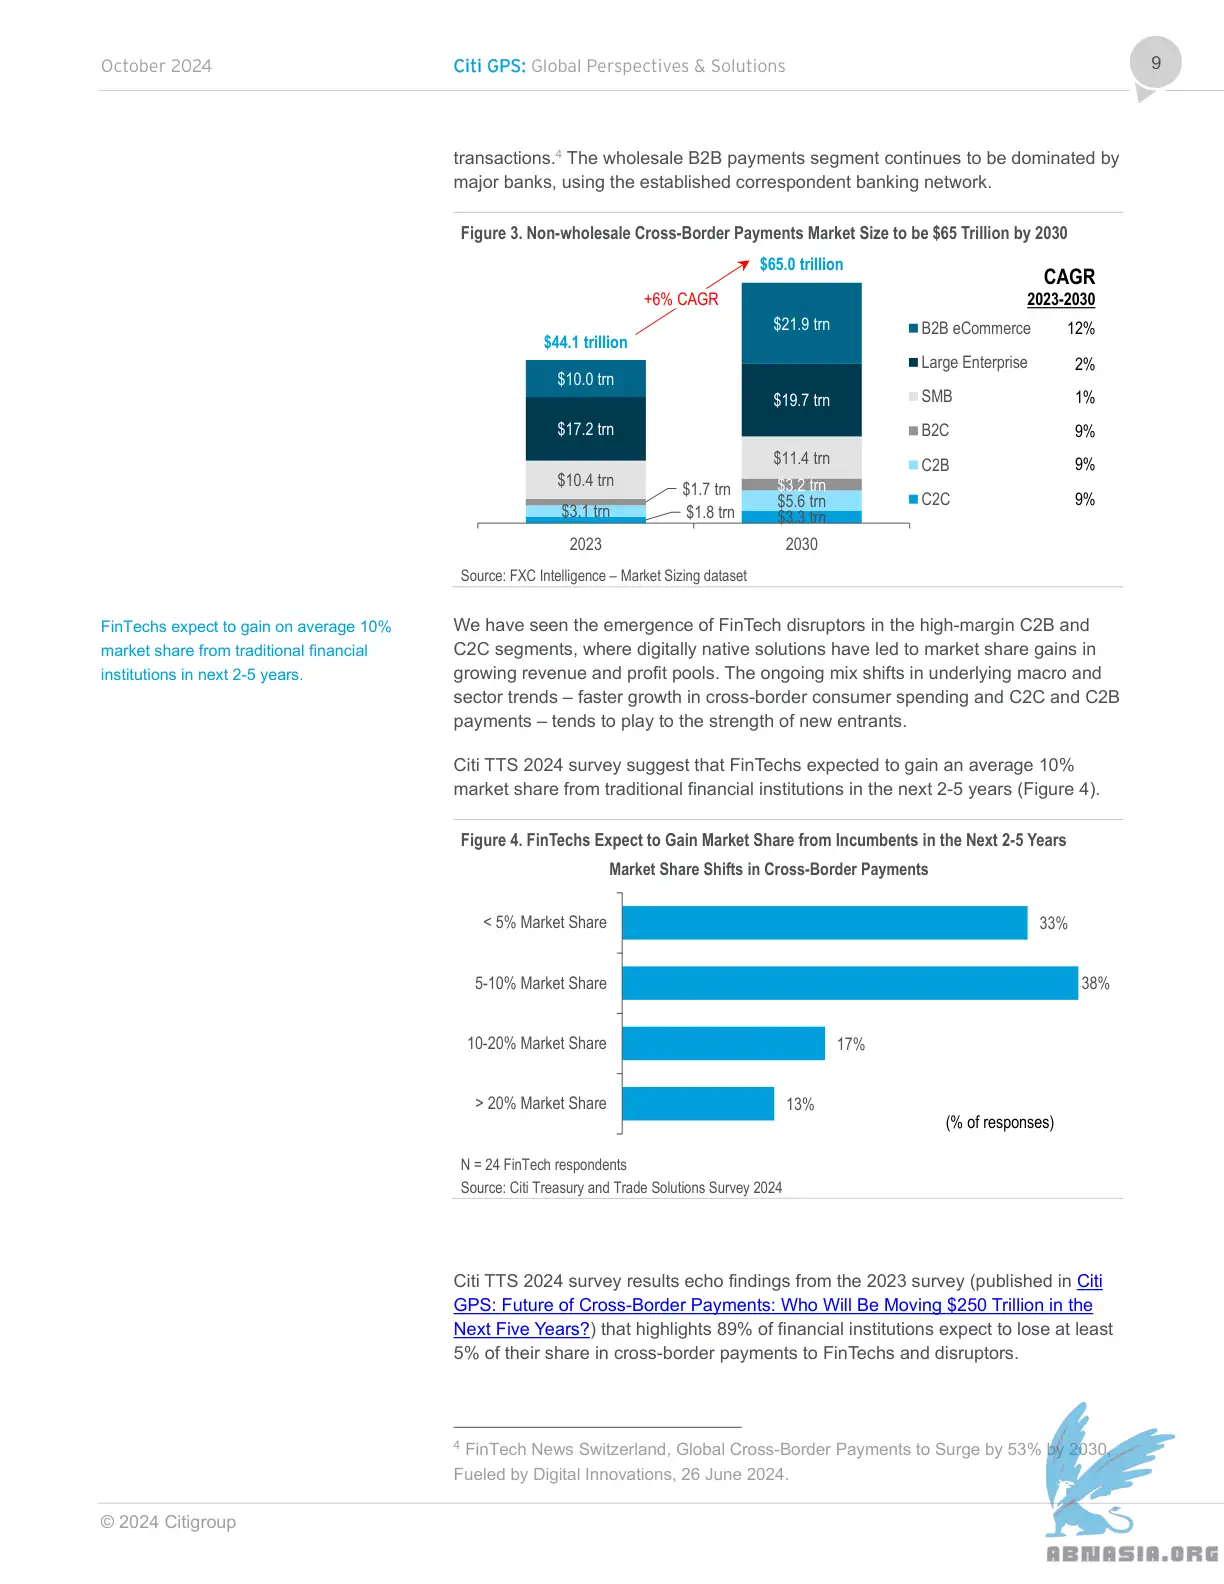 October 2024
Citi GPS: Global Perspectives & Solutions
9
transactions.4 The wholesale B2B payments segment continues to be dominated by
major banks, using the established correspondent banking network.
Figure 3. Non-wholesale Cross-Border Payments Market Size to be $65 Trillion by 2030
$65.0 trillion
+6% CAGR
$44.1 trillion
$10.0 trn
$17.2 trn
$10.4 trn
$3.1 trn
$1.7 trn
$1.8 trn
$21.9 trn
$19.7 trn
$11.4 trn
$3.2 trn
$5.6 trn
$3.3 trn
2023
2030
CAGR
2023-2030
B2B eCommerce 12%
Large Enterprise 2%
SMB 1%
B2C 9%
C2B 9%
C2C 9%
Source: FXC Intelligence – Market Sizing dataset
FinTechs expect to gain on average 10%
market share from traditional financial
institutions in next 2-5 years.
We have seen the emergence of FinTech disruptors in the high-margin C2B and
C2C segments, where digitally native solutions have led to market share gains in
growing revenue and profit pools. The ongoing mix shifts in underlying macro and
sector trends – faster growth in cross-border consumer spending and C2C and C2B
payments – tends to play to the strength of new entrants.
Citi TTS 2024 survey suggest that FinTechs expected to gain an average 10%
market share from traditional financial institutions in the next 2-5 years (Figure 4).
Figure 4. FinTechs Expect to Gain Market Share from Incumbents in the Next 2-5 Years
Market Share Shifts in Cross-Border Payments
< 5% Market Share 33%
5-10% Market Share 38%
10-20% Market Share 17%
> 20% Market Share 13%
(% of responses)
N = 24 FinTech respondents
Source: Citi Treasury and Trade Solutions Survey 2024
Citi TTS 2024 survey results echo findings from the 2023 survey (published in Citi
GPS: Future of Cross-Border Payments: Who Will Be Moving $250 Trillion in the
Next Five Years?) that highlights 89% of financial institutions expect to lose at least
5% of their share in cross-border payments to FinTechs and disruptors.
4 FinTech News Switzerland, Global Cross-Border Payments to Surge by 53% by 2030,
Fueled by Digital Innovations, 26 June 2024.
© 2024 Citigroup
ABNASIA.ORG